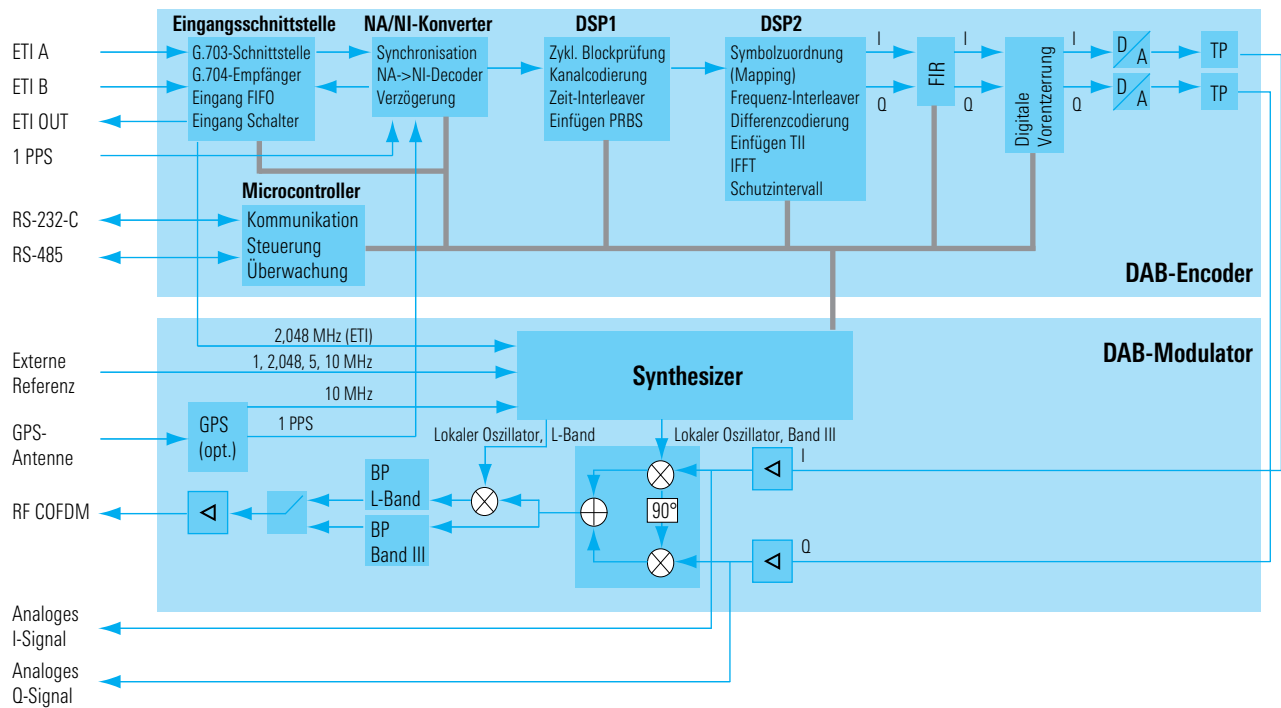 Eingangsschnittstelle
NA/NI-Konverter
DSP1
DSP2
ETI A
ETI B
ETI OUT
1 PPS
G.703-Schnittstelle
G.704-Empfänger
Eingang FIFO
Eingang Schalter
Synchronisation
NA->NI-Decoder
Verzögerung
Zykl. Blockprüfung
Kanalcodierung
Zeit-Interleaver
Einfügen PRBS
Symbolzuordnung
(Mapping)
Frequenz-Interleaver
Differenzcodierung
Einfügen TII
IFFT
Schutzintervall
I
Q
FIR
I
Q
Digitale
Vorentzerrung
I
Q
D
A
D
A
TP
TP
Microcontroller
RS-232-C
RS-485
Kommunikation
Steuerung
Überwachung
DAB-Encoder
2,048 MHz (ETI)
DAB-Modulator
Externe
Referenz
1, 2,048, 5, 10 MHz
Synthesizer
10 MHz
1 PPS
GPS-
Antenne
GPS
(opt.)
Lokaler Oszillator, L-Band
Lokaler Oszillator, Band III
I
BP
L-Band
RF COFDM
90°
BP
Band III
Q
Analoges
I-Signal
Analoges
Q-Signal